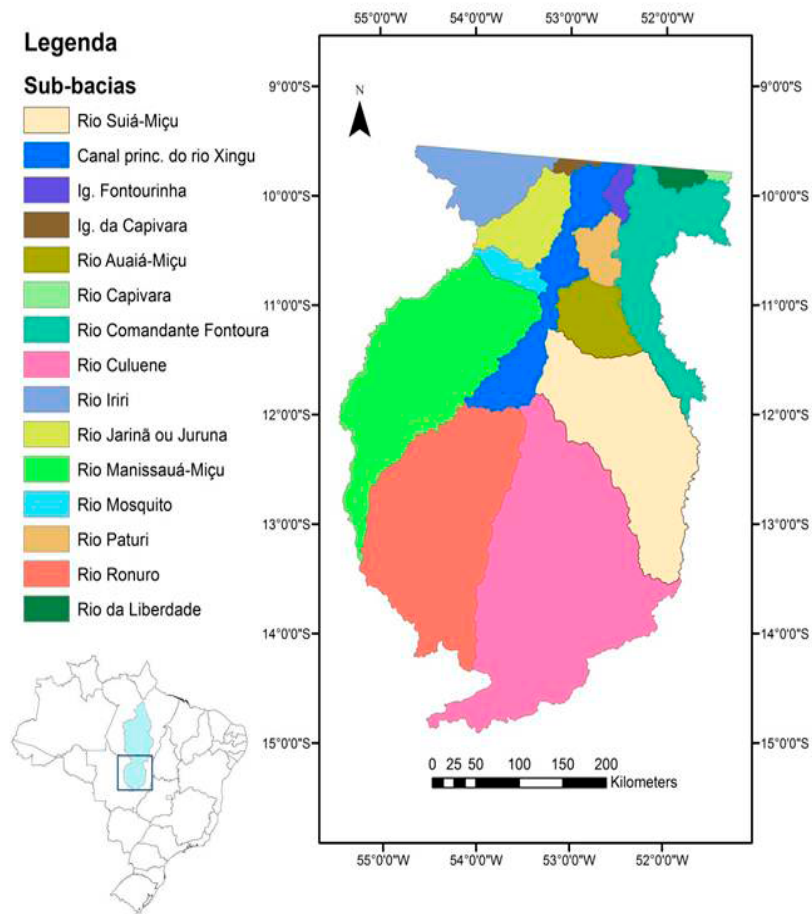 Legenda
Sub-bacias
Rio Suiá-Miçu
Canal princ. do rio Xingu
Ig. Fontourinha
Ig. da Capivara
Rio Auaiá-Miçu
Rio Capivara
Rio Comandante Fontoura
Rio Culuene
Rio Iriri
Rio Jarinã ou Juruna
Rio Manissauá-Miçu
Rio Mosquito
Rio Paturi
Rio Ronuro
Rio da Liberdade
55°0'0"W 54°0'0"W 53°0'0"W 52°0'0"W
N
9°0'0"S 9°0'0"S
10°0'0"S 10°0'0"S
11°0'0"S 11°0'0"S
12°0'0"S 12°0'0"S
13°0'0"S 13°0'0"S
14°0'0"S 14°0'0"S
15°0'0"S 15°0'0"S
0 25 50 100 150 200
Kilometers
55°0'0"W 54°0'0"W 53°0'0"W 52°0'0"W